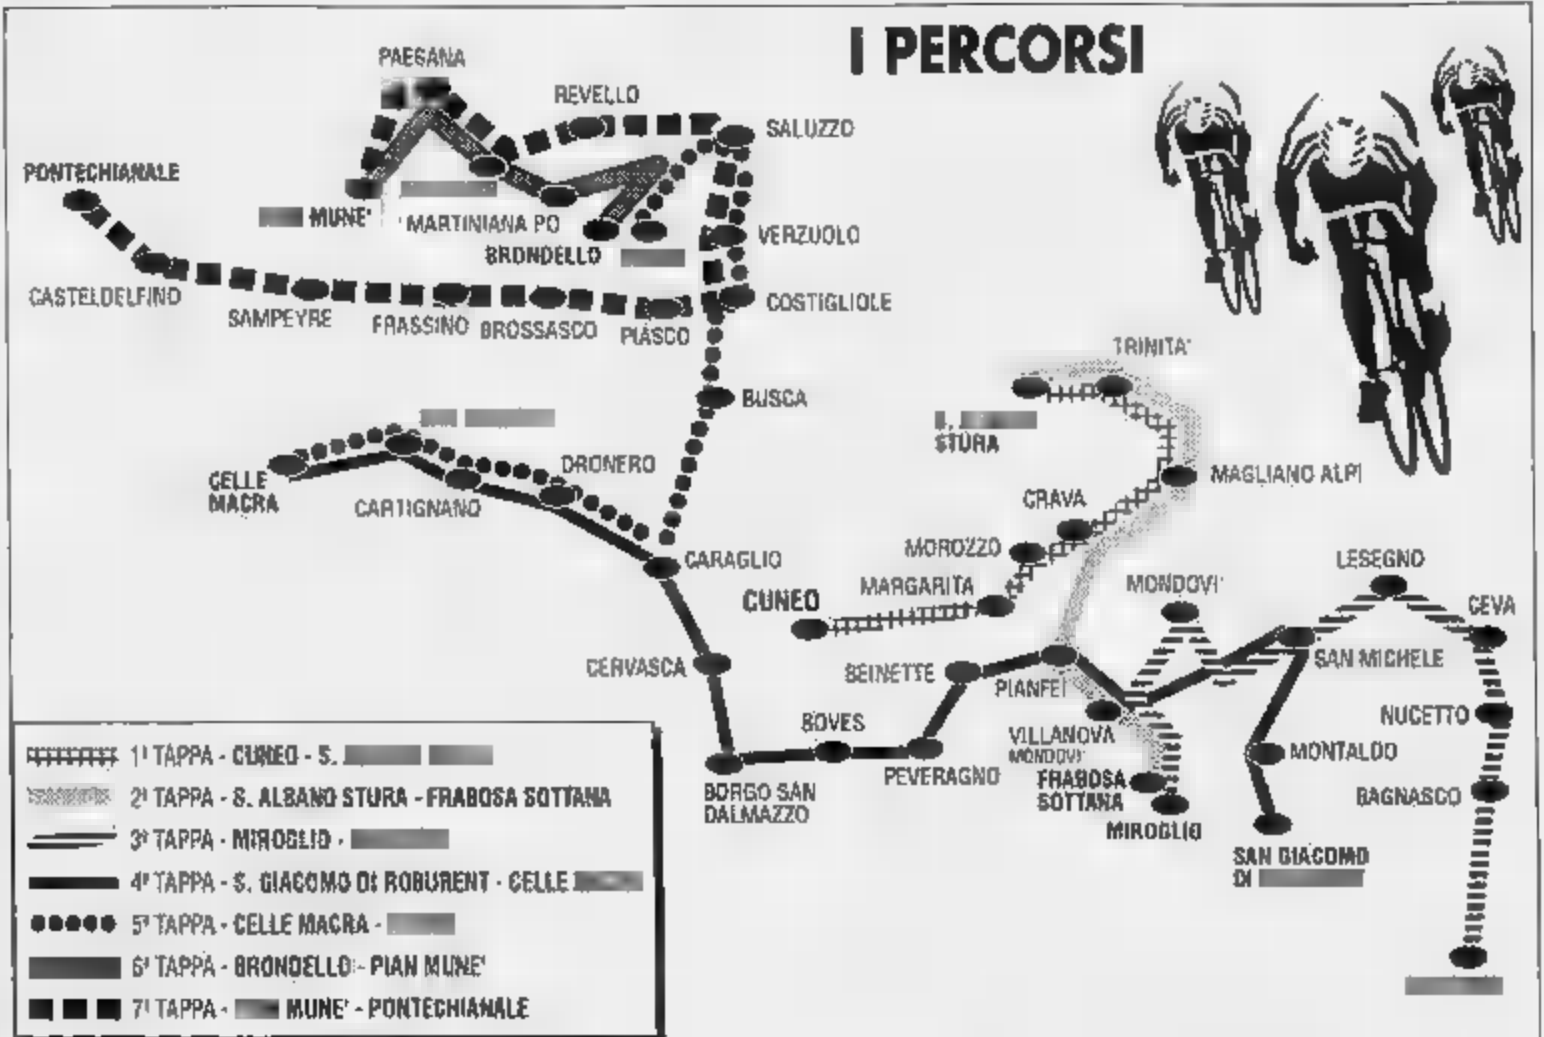 I PERCORSI
PAESANA
REVELLO
SALUZZO
PONTECHIANALE
MUNE'
MARTINIANA PO
BRONDELLO
VERZUOLO
CASTELDELFINO
SAMPEYRE
FRASSINO
BROSSASCO
PIASCO
COSTIGLIOLE
TRINITA'
BUSCA
S.
STURA
CELLE
MACRA
CARTIGNANO
DRONERO
MAGLIANO ALPI
CRAVA
MOROZZO
CARAGLIO
MARGARITA
CUNEO
MONDOVI'
LESEGNO
CEVA
CERVASCA
BEINETTE
PIANFEI
SAN MICHELE
BOVES
VILLANOVA
MONDOVI'
NUCETTO
MONTALDO
PEVERAGNO
FRABOSA
SOTTANA
BORGO SAN
DALMAZZO
BAGNASCO
MIROGLIO
SAN GIACOMO
DI
1ª TAPPA - CUNEO - S.
2ª TAPPA - S. ALBANO STURA - FRABOSA SOTTANA
3ª TAPPA - MIROGLIO -
4ª TAPPA - S. GIACOMO DI ROBURENT - CELLE
5ª TAPPA - CELLE MACRA -
6ª TAPPA - BRONDELLO - PIAN MUNE'
7ª TAPPA - MUNE' - PONTECHIANALE